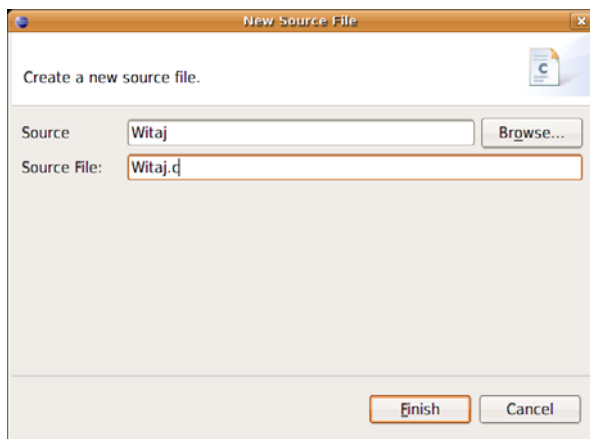 New Source File
Create a new source file.
c
Source Witaj Browse...
Source File: Witaj.c
Finish Cancel